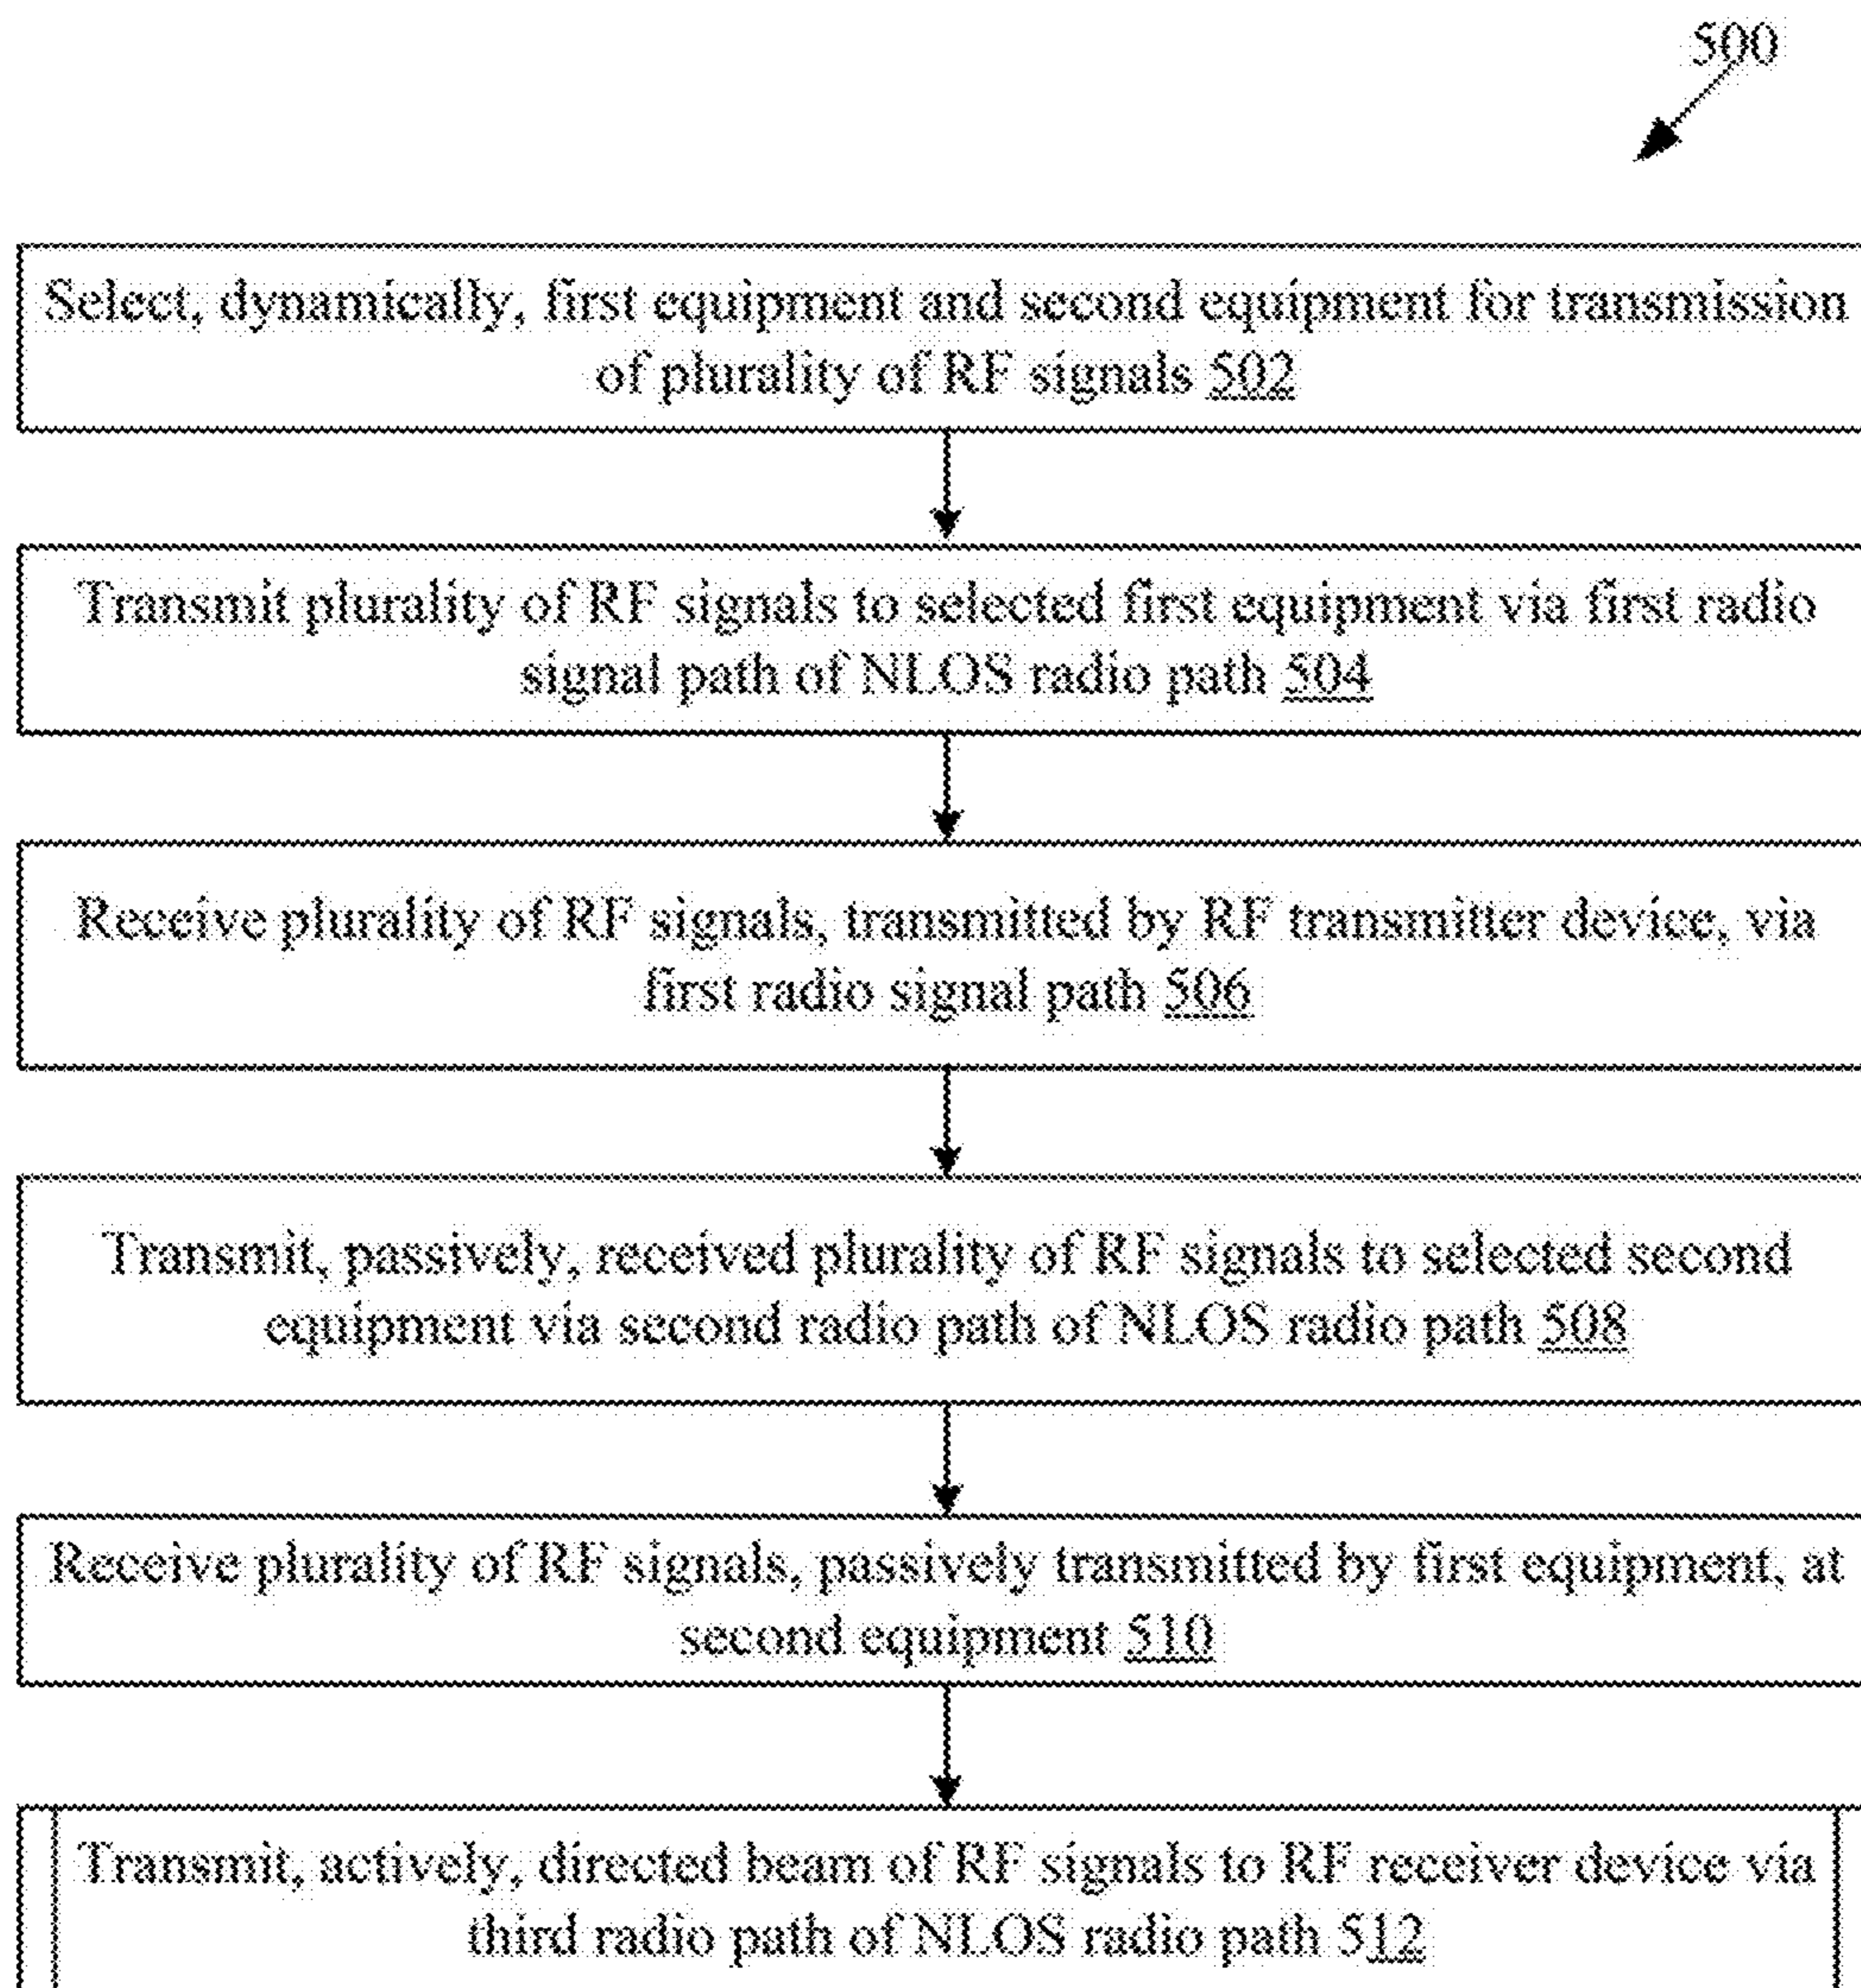 500
Select, dynamically, first equipment and second equipment for transmission
of plurality of RF signals 502
Transmit plurality of RF signals to selected first equipment via first radio
signal path of NLOS radio path 504
Receive plurality of RF signals, transmitted by RF transmitter device, via
first radio signal path 506
Transmit, passively, received plurality of RF signals to selected second
equipment via second radio path of NLOS radio path 508
Receive plurality of RF signals, passively transmitted by first equipment, at
second equipment 510
Transmit, actively, directed beam of RF signals to RF receiver device via
third radio path of NLOS radio path 512